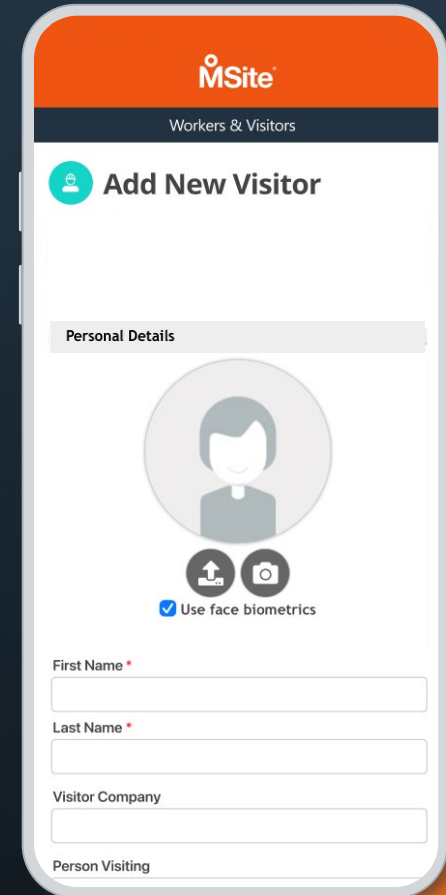 MSite
Workers & Visitors
Add New Visitor
Personal Details
Use face biometrics
First Name *
Last Name *
Visitor Company
Person Visiting